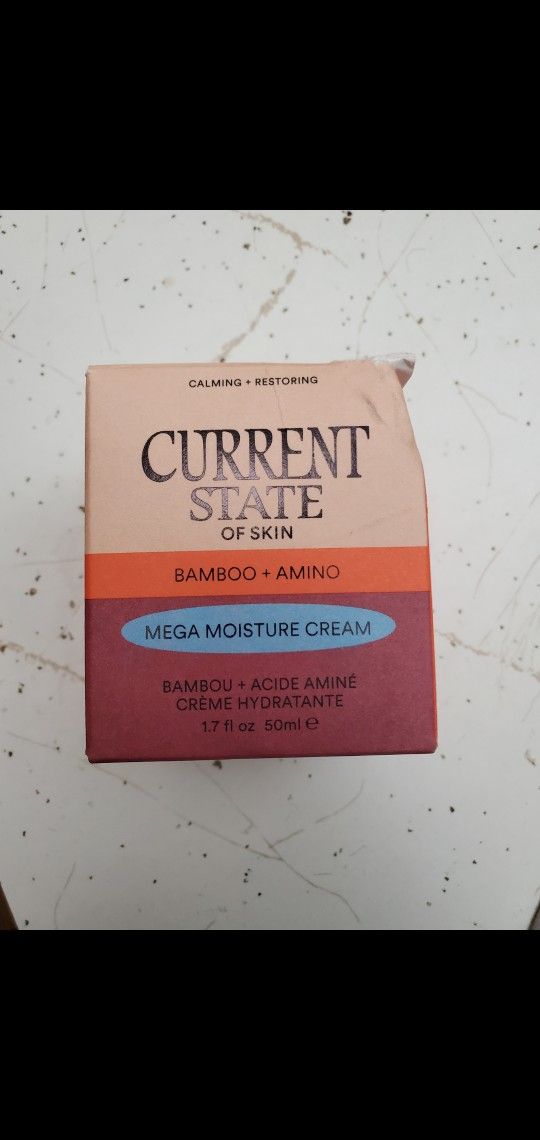 CALMING + RESTORING
CURRENT
STATE
OF SKIN
BAMBOO + AMINO
MEGA MOISTURE CREAM
BAMBOU + ACIDE AMINÉ
CRÈME HYDRATANTE
1.7 fl oz 50ml ℮